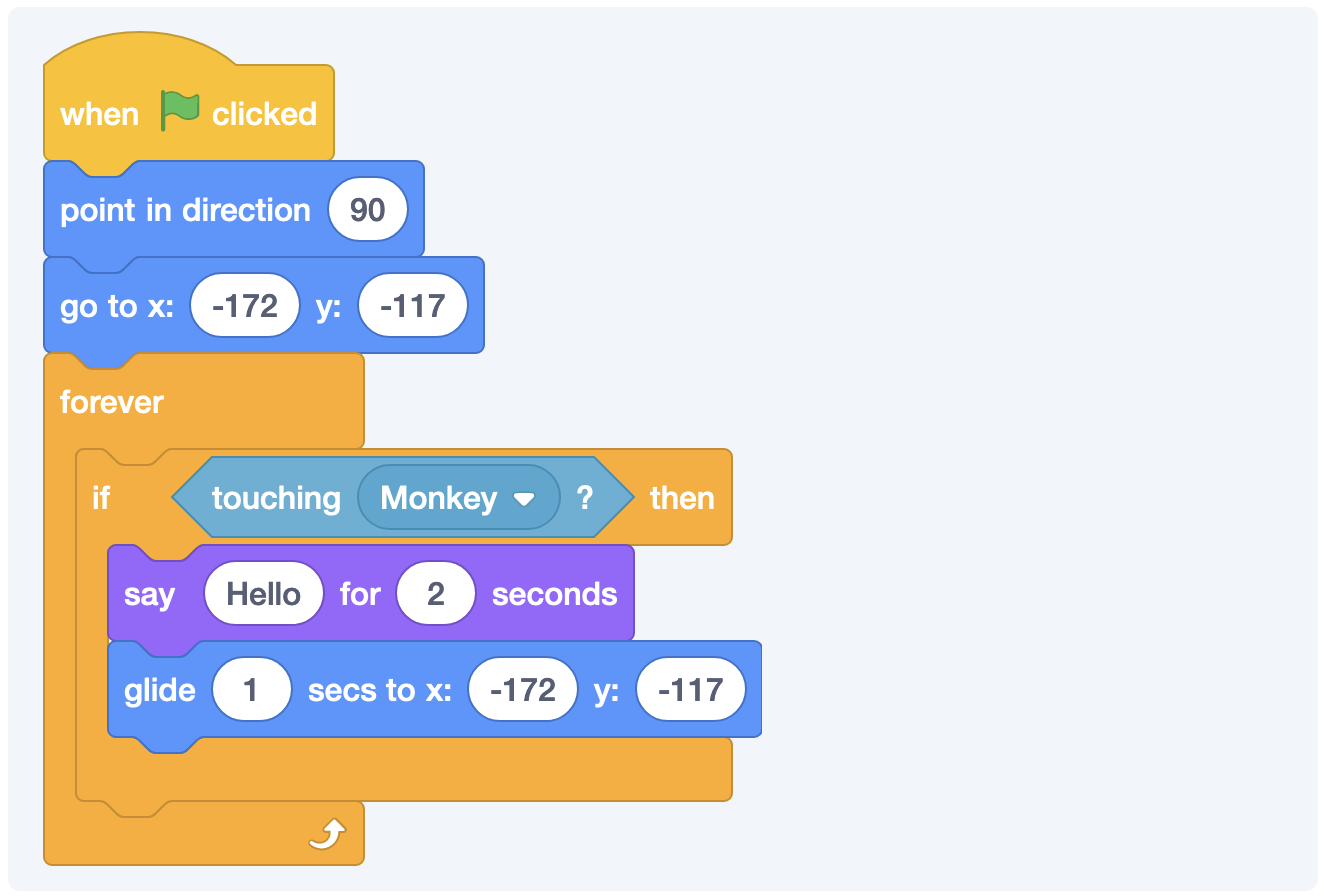 when clicked
point in direction 90
go to x: -172 y: -117
forever
if touching Monkey ? then
say Hello for 2 seconds
glide 1 secs to x: -172 y: -117